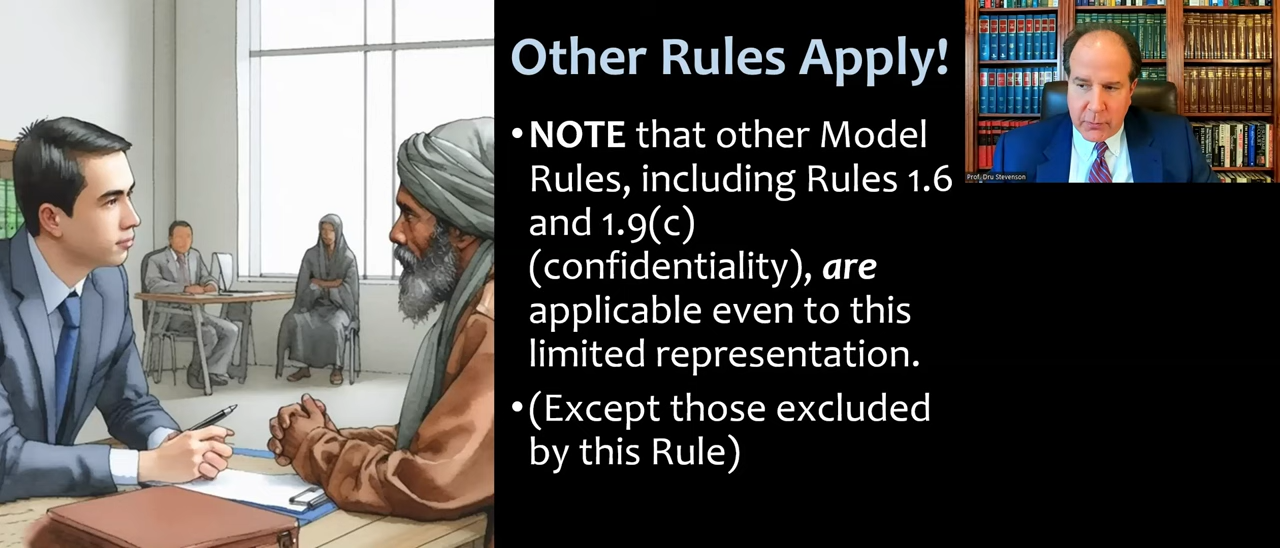 Other Rules Apply!
•NOTE that other Model
Rules, including Rules 1.6
and 1.9(c)
(confidentiality), are
applicable even to this
limited representation.
•(Except those excluded
by this Rule)
Prof. Dru Stevenson